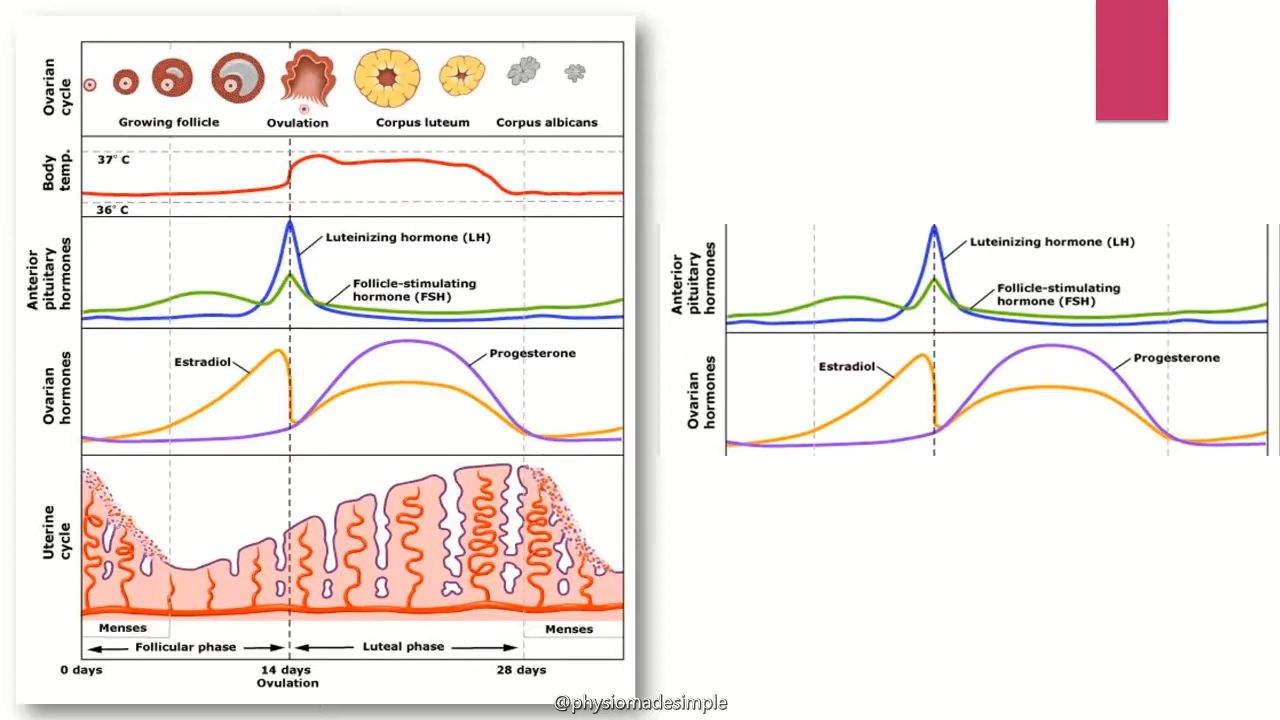 Ovarian
cycle
Growing follicle
Ovulation
Corpus luteum
Corpus albicans
Body
temp.
37° C
36° C
Anterior
pituitary
hormones
Luteinizing hormone (LH)
Follicle-stimulating
hormone (FSH)
Ovarian
hormones
Estradiol
Progesterone
Uterine
cycle
Menses
Menses
Follicular phase
Luteal phase
0 days
14 days
28 days
Ovulation
Anterior
pituitary
hormones
Luteinizing hormone (LH)
Follicle-stimulating
hormone (FSH)
Ovarian
hormones
Estradiol
Progesterone
@physiomadesimple